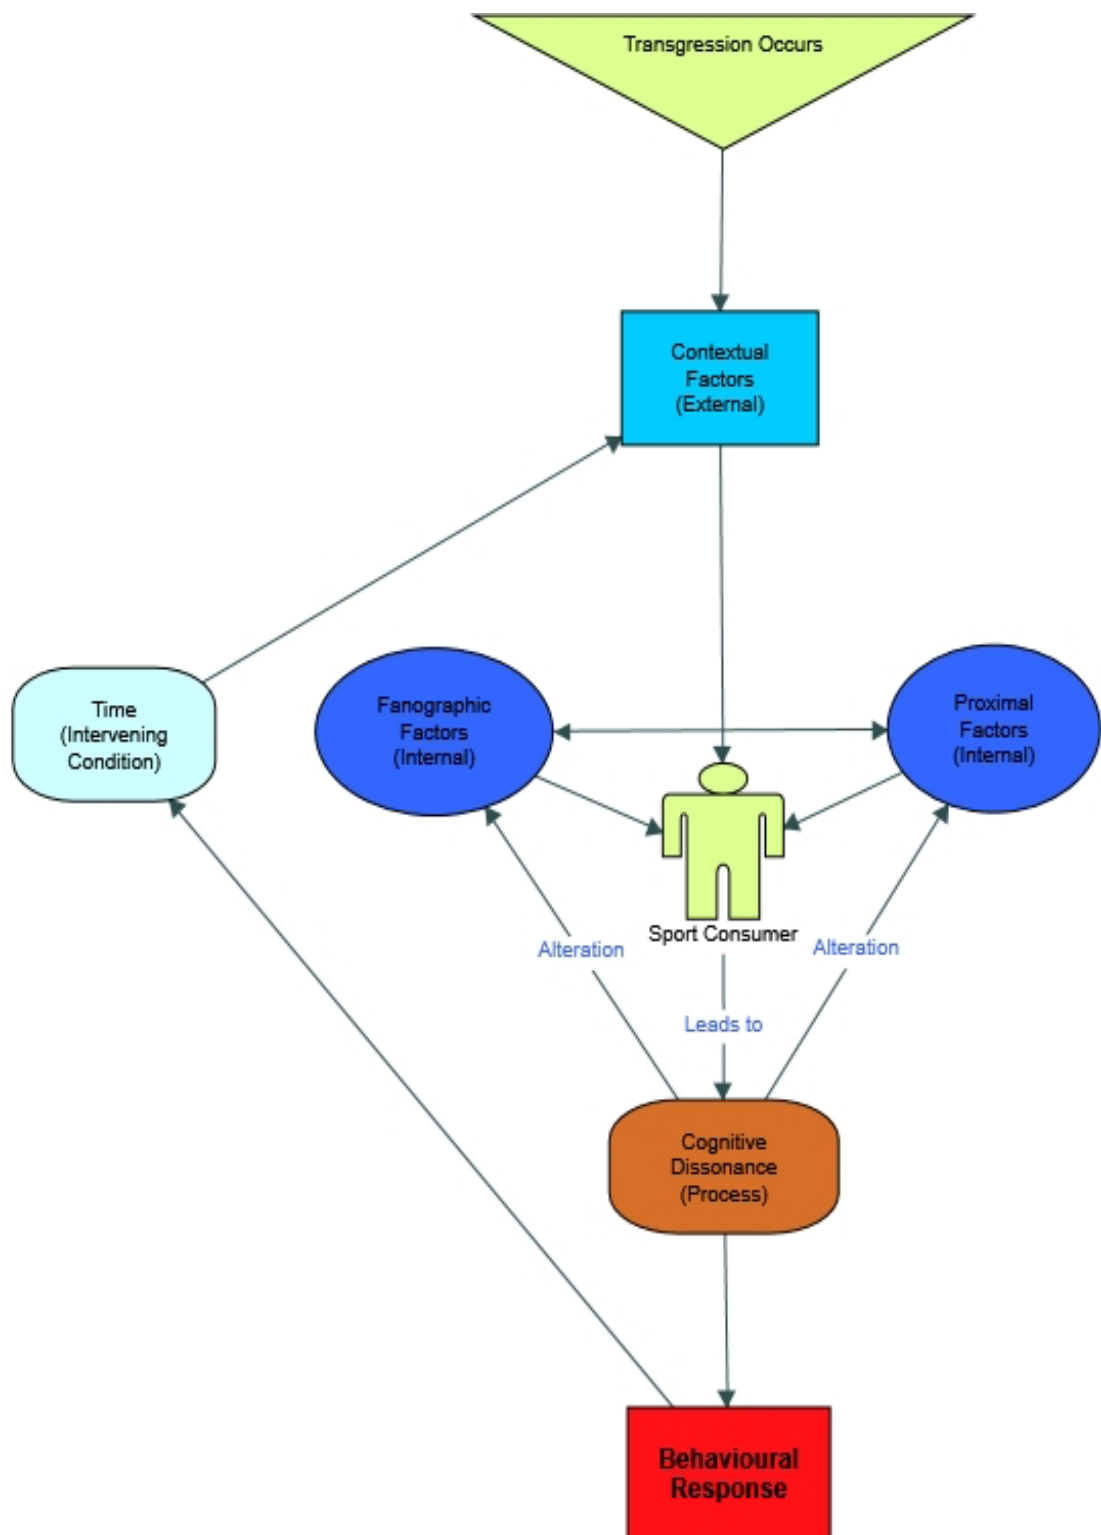 Transgression Occurs
Contextual
Factors
(External)
Time
(Intervening
Condition)
Fanographic
Factors
(Internal)
Proximal
Factors
(Internal)
Sport Consumer
Alteration
Alteration
Leads to
Cognitive
Dissonance
(Process)
Behavioural
Response